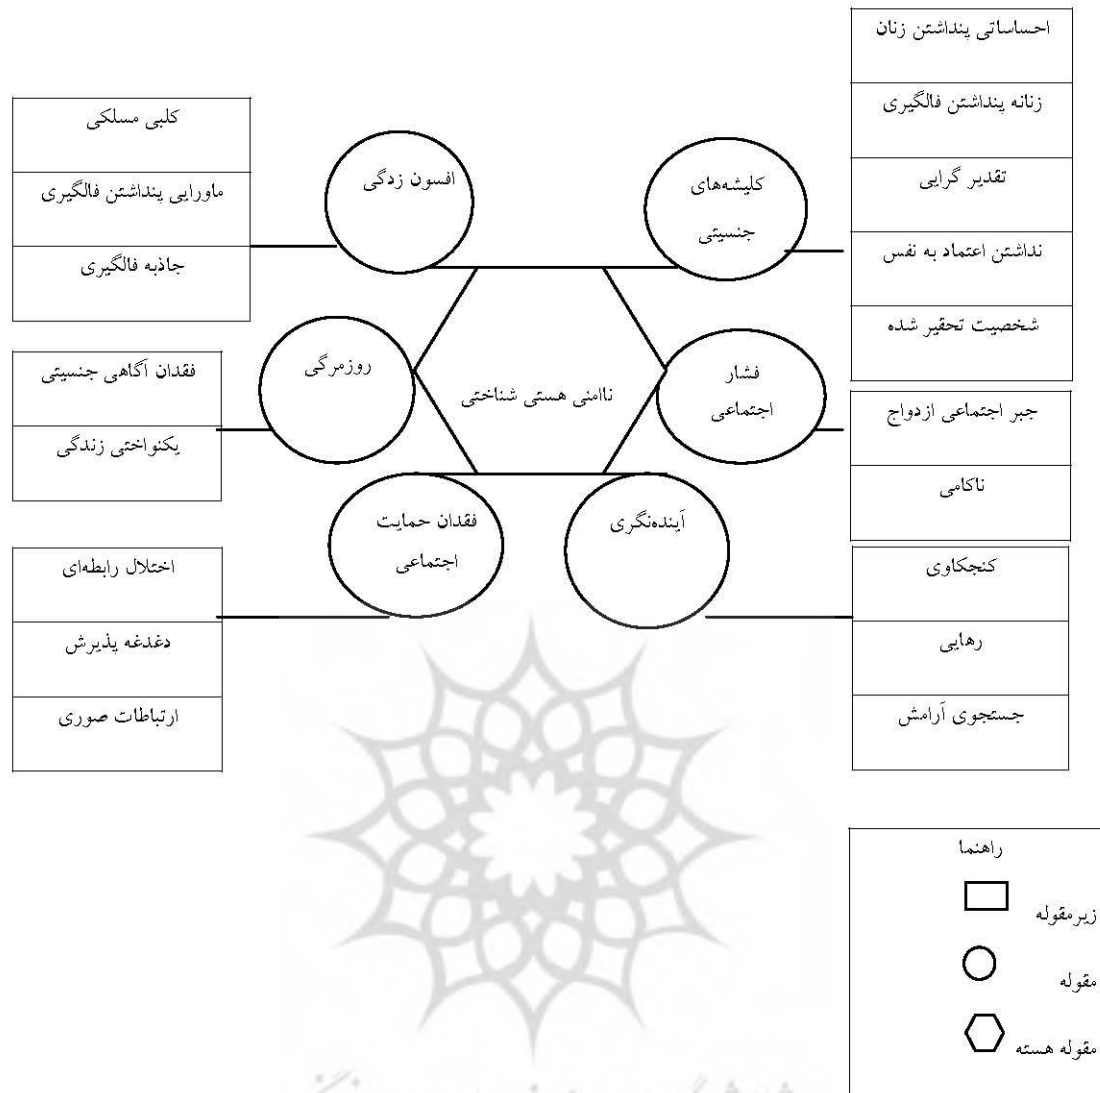 احساساتی پنداشتن زنان
زنانه پنداشتن فالگیری
تقدیر گرایی
نداشتن اعتماد به نفس
شخصیت تحقیر شده
کلیشه‌های
جنسیتی
افسون زدگی
کلبی مسلکی
ماورایی پنداشتن فالگیری
جاذبه فالگیری
جبر اجتماعی ازدواج
ناکامی
فشار
اجتماعی
ناامنی هستی شناختی
روزمرگی
فقدان آگاهی جنسیتی
یکنواختی زندگی
کنجکاوی
رهایی
جستجوی آرامش
آینده‌نگری
فقدان حمایت
اجتماعی
اختلال رابطه‌ای
دغدغه پذیرش
ارتباطات صوری
راهنما
زیرمقوله
مقوله
مقوله هسته